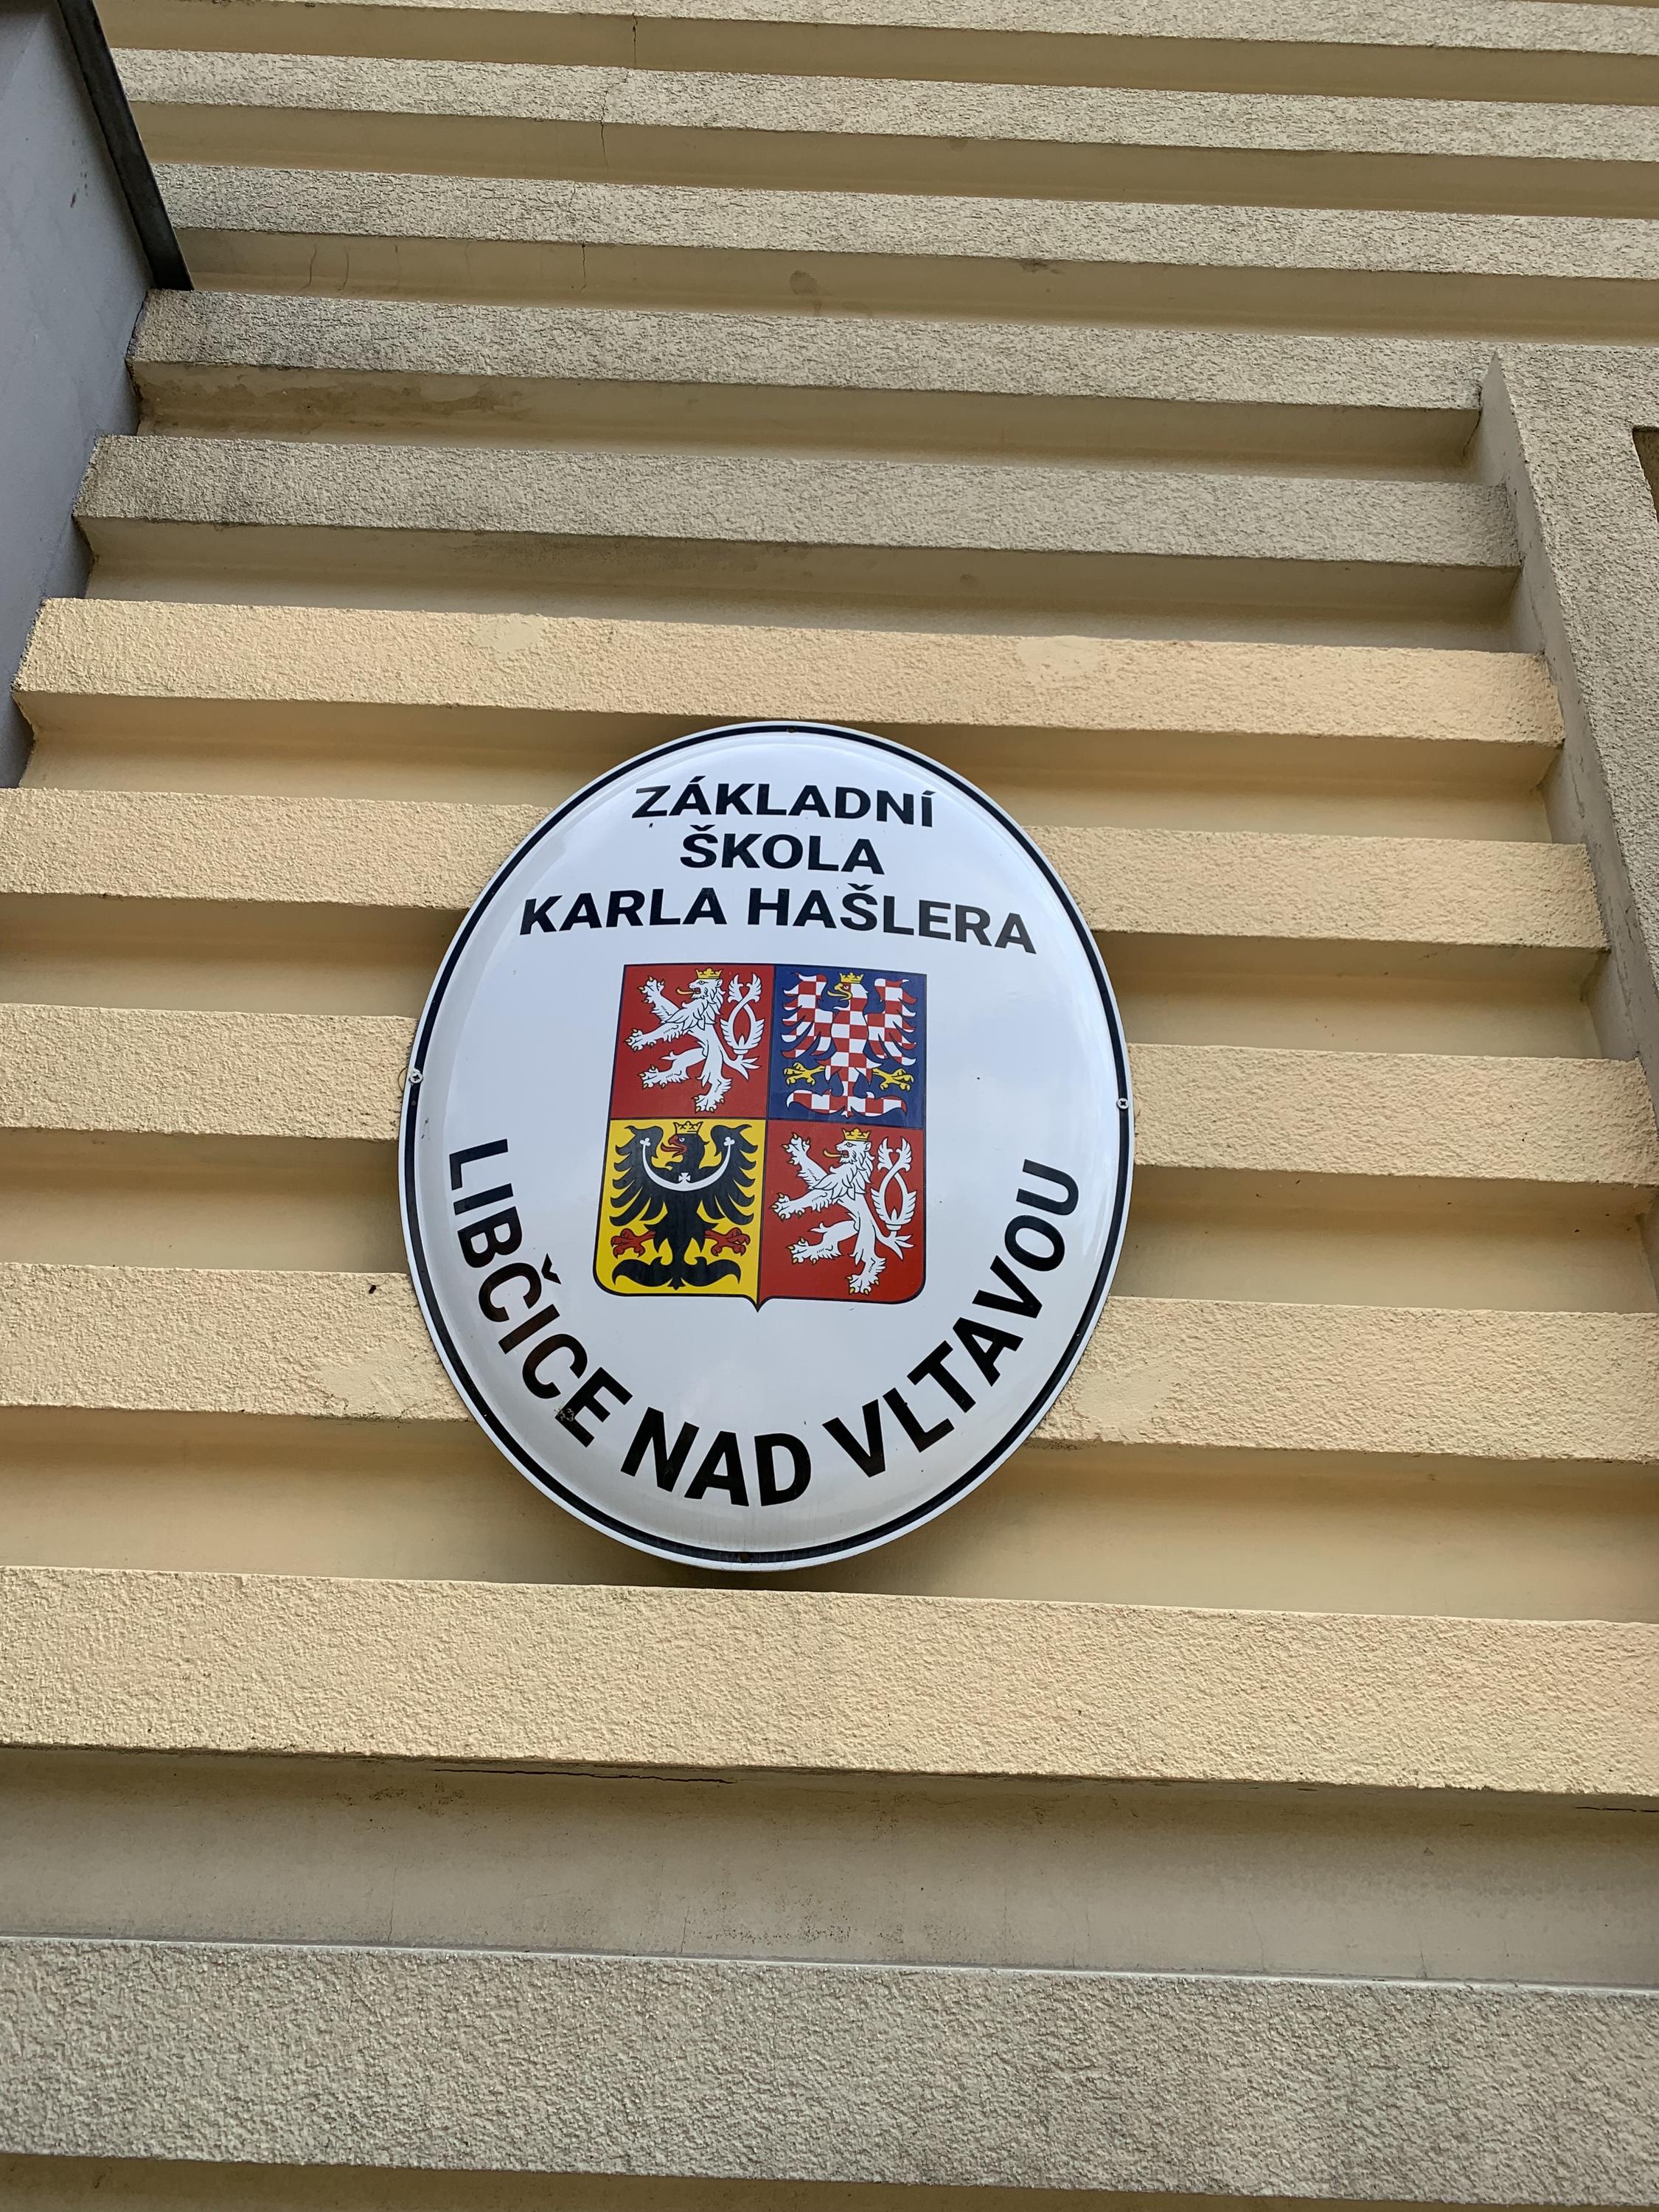 ZÁKLADNÍ
ŠKOLA
KARLA HAŠLERA
LIBČICE NAD VLTAVOU